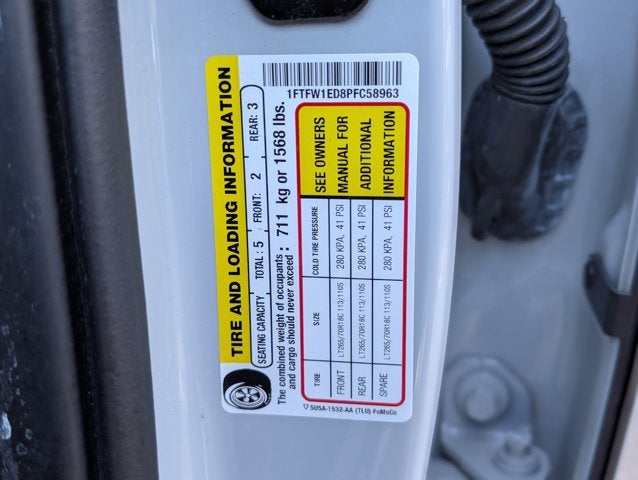 1FTFW1ED8PFC58963
TIRE AND LOADING INFORMATION
SEATING CAPACITY TOTAL: 5 FRONT: 2 REAR: 3
The combined weight of occupants
and cargo should never exceed : 711 kg or 1568 lbs.
TIRE SIZE COLD TIRE PRESSURE SEE OWNERS
FRONT LT265/70R18C 113/110S 280 KPA, 41 PSI MANUAL FOR
REAR LT265/70R18C 113/110S 280 KPA, 41 PSI ADDITIONAL
SPARE LT265/70R18C 113/110S 280 KPA, 41 PSI INFORMATION
5U5A-1532-AA (TLU) FoMoCo